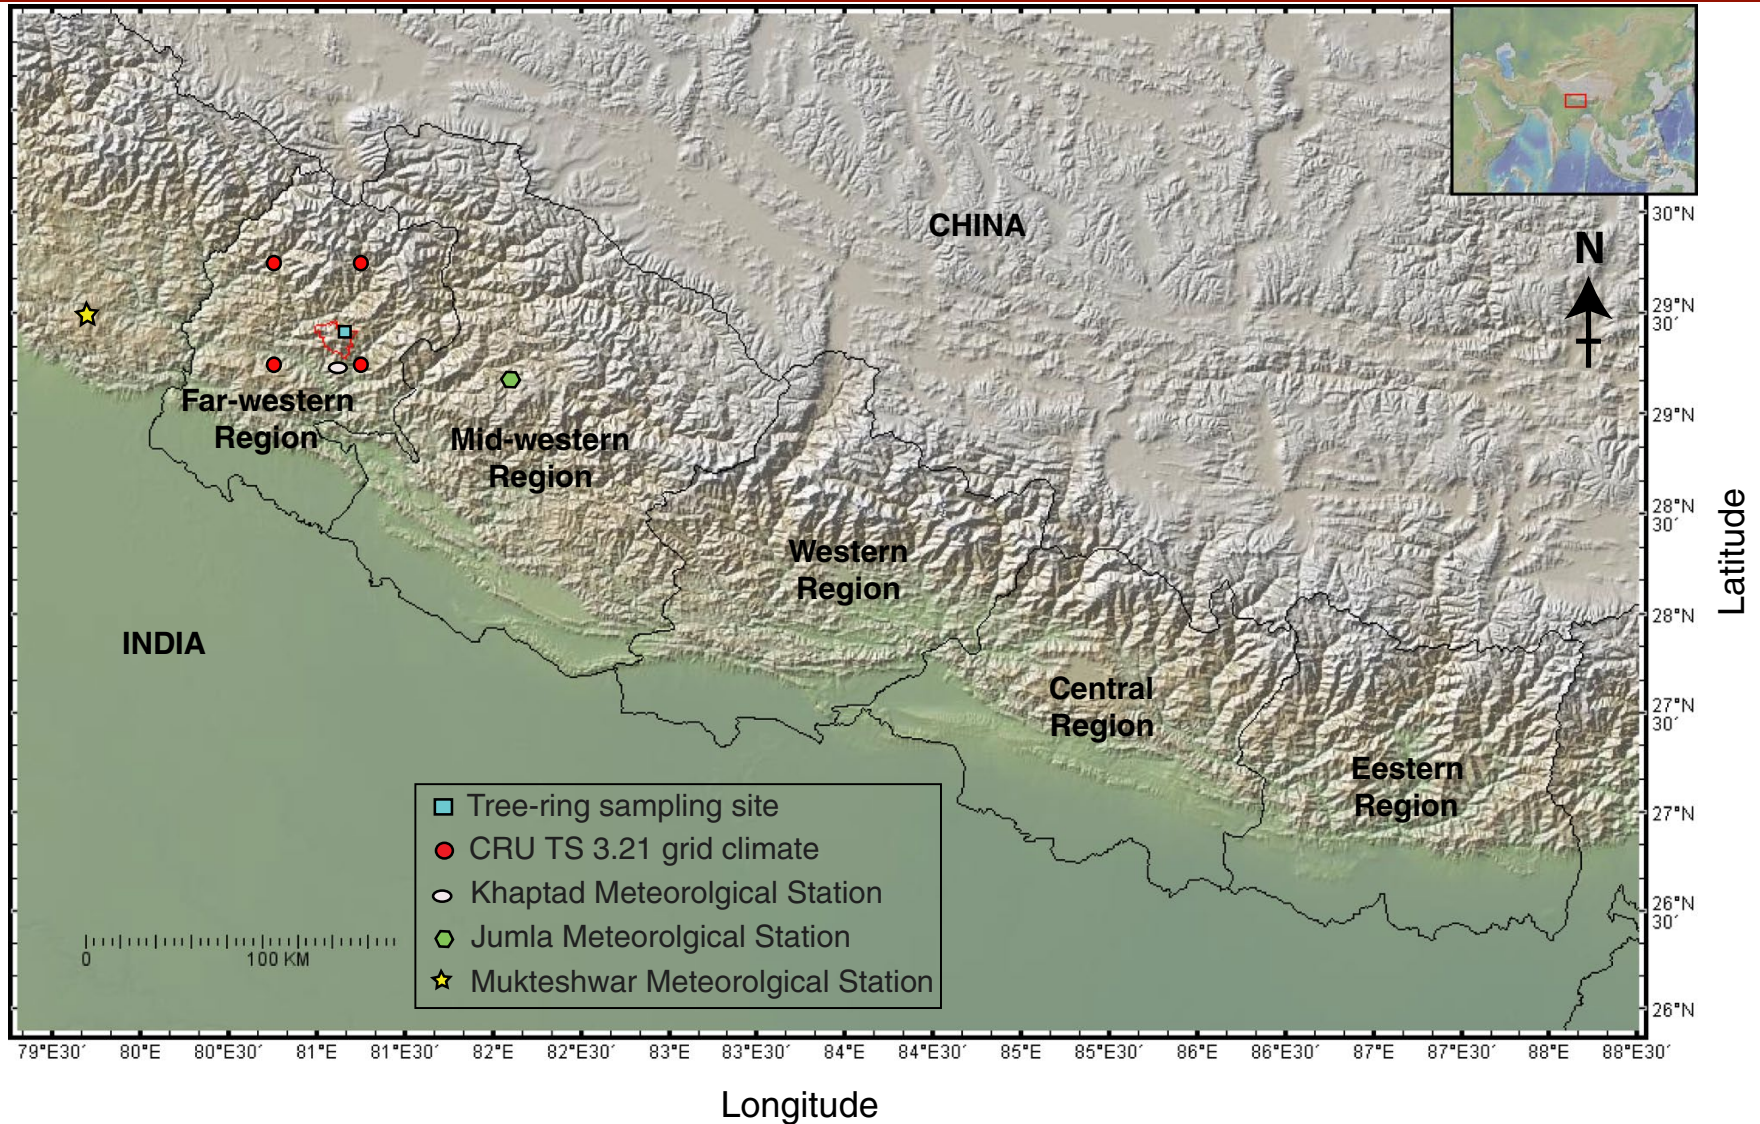 CHINA
N
30°N
29°N
30′
29°N
28°N
30′
28°N
27°N
30′
27°N
26°N
30′
26°N
Latitude
Far-western
Region
Mid-western
Region
Western
Region
INDIA
Central
Region
Eestern
Region
Tree-ring sampling site
CRU TS 3.21 grid climate
Khaptad Meteorolgical Station
Jumla Meteorolgical Station
Mukteshwar Meteorolgical Station
0 100 KM
79°E30′ 80°E 80°E30′ 81°E 81°E30′ 82°E 82°E30′ 83°E 83°E30′ 84°E 84°E30′ 85°E 85°E30′ 86°E 86°E30′ 87°E 87°E30′ 88°E 88°E30′
Longitude